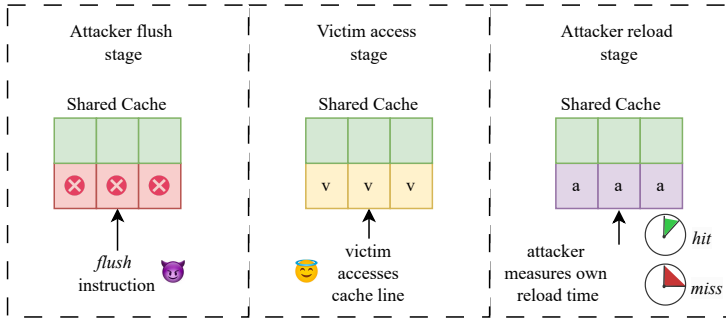 Attacker flush
stage
Shared Cache
flush
instruction
Victim access
stage
Shared Cache
v v v
victim
accesses
cache line
Attacker reload
stage
Shared Cache
a a a
attacker
measures own
reload time
hit
miss